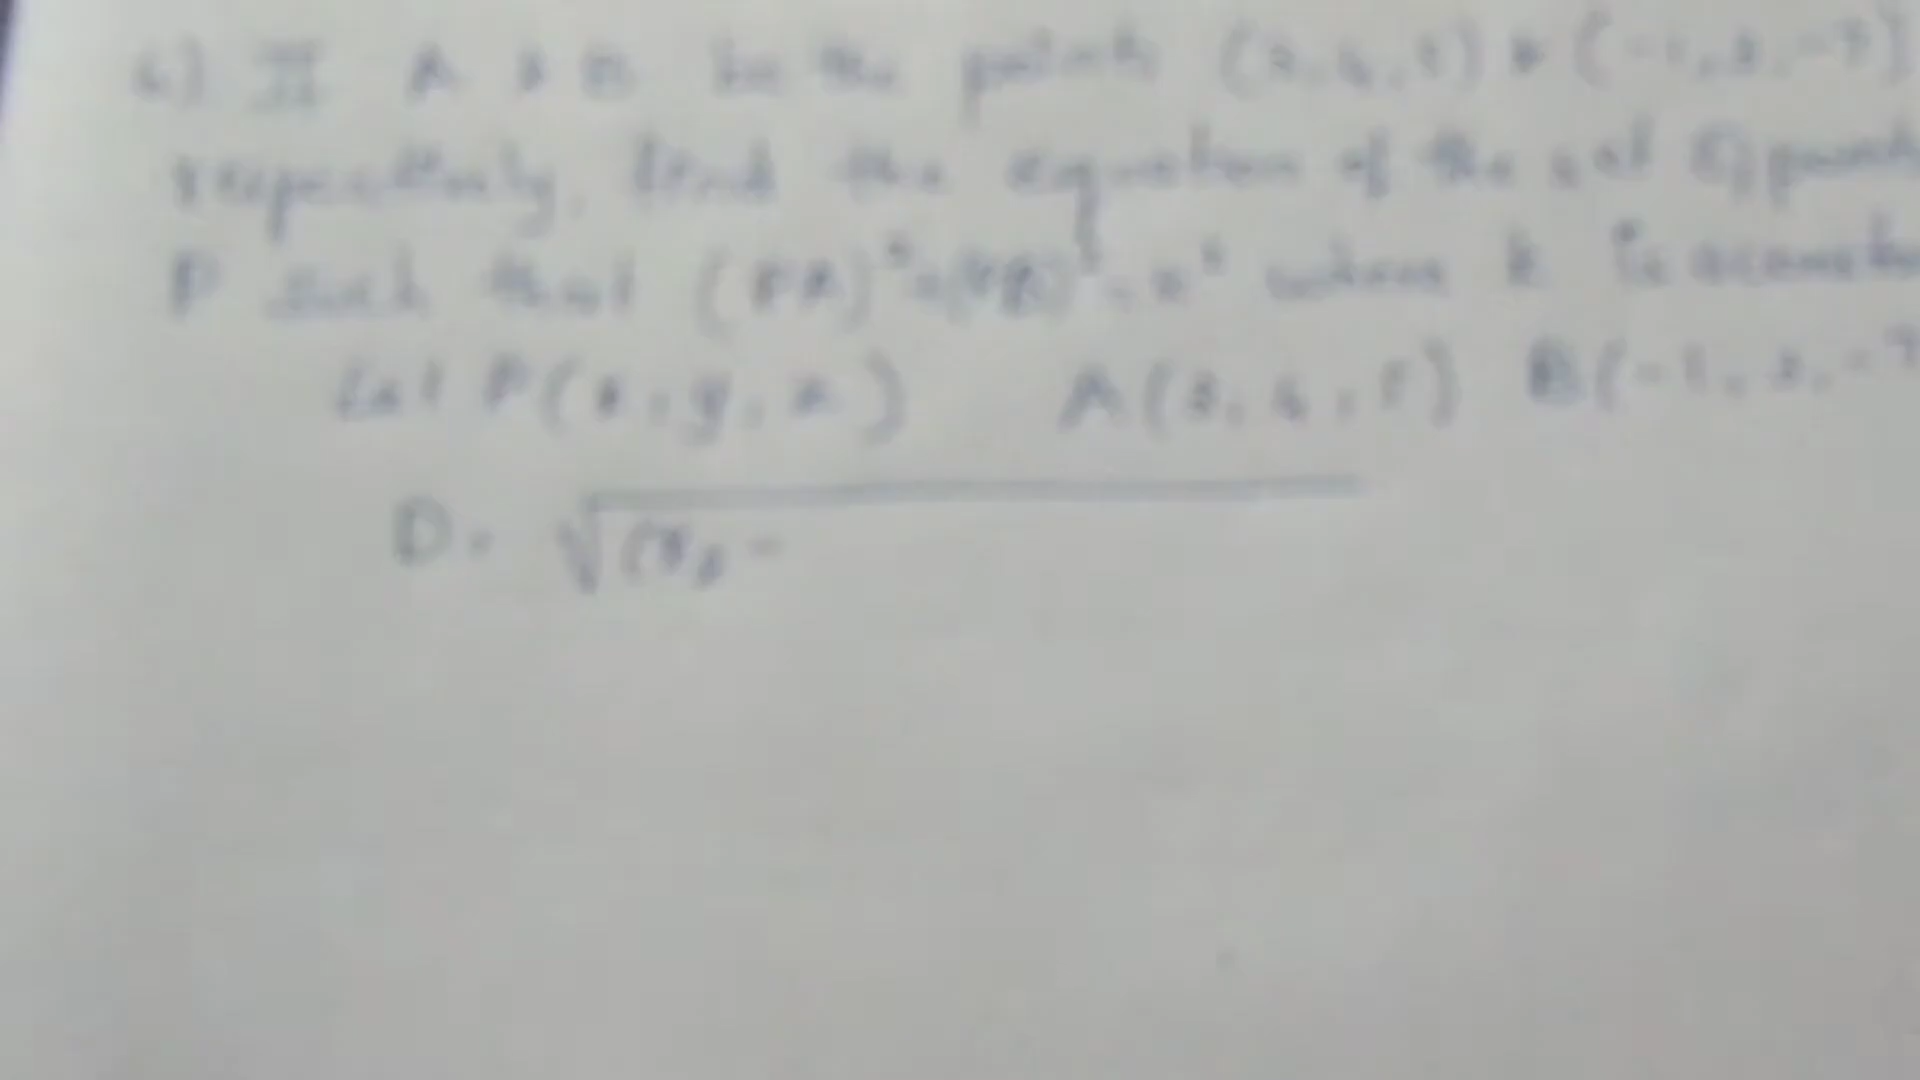 If A & B be the points (3, 4, 5) & (-1, 3, -7)
respectively, find the equation of the set of points
P such that (PA)² + (PB)² = k² where k is a constant
Let P(x, y, z) A(3, 4, 5) B(-1, 3, -7
D = √(x₂ -